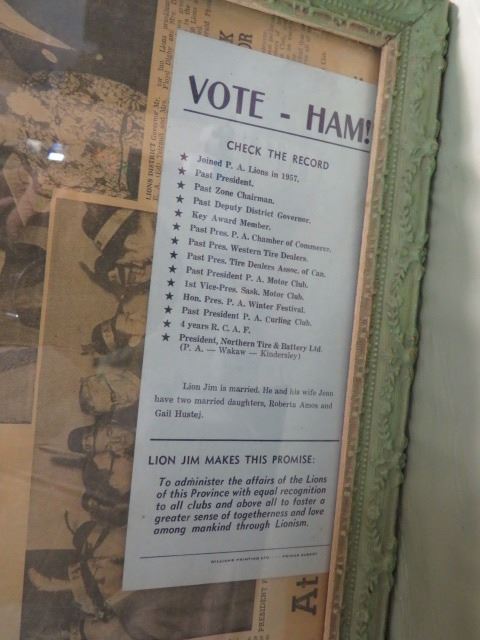 VOTE - HAM!
CHECK THE RECORD
★ Joined P. A. Lions in 1957.
★ Past President.
★ Past Zone Chairman.
★ Past Deputy District Governor.
★ Key Award Member.
★ Past Pres. P. A. Chamber of Commerce.
★ Past Pres. Western Tire Dealers.
★ Past Pres. Tire Dealers Assoc. of Can.
★ Past President P. A. Motor Club.
★ 1st Vice-Pres. Sask. Motor Club.
★ Hon. Pres. P. A. Winter Festival.
★ Past President P. A. Curling Club.
★ 4 years R. C. A. F.
★ President, Northern Tire & Battery Ltd.
(P. A. — Wakaw — Kindersley)
Lion Jim is married. He and his wife Jean
have two married daughters, Roberta Amos and
Gail Hustej.
LION JIM MAKES THIS PROMISE:
To administer the affairs of the Lions
of this Province with equal recognition
to all clubs and above all to foster a
greater sense of togetherness and love
among mankind through Lionism.
LIONS DISTRICT Governor
At